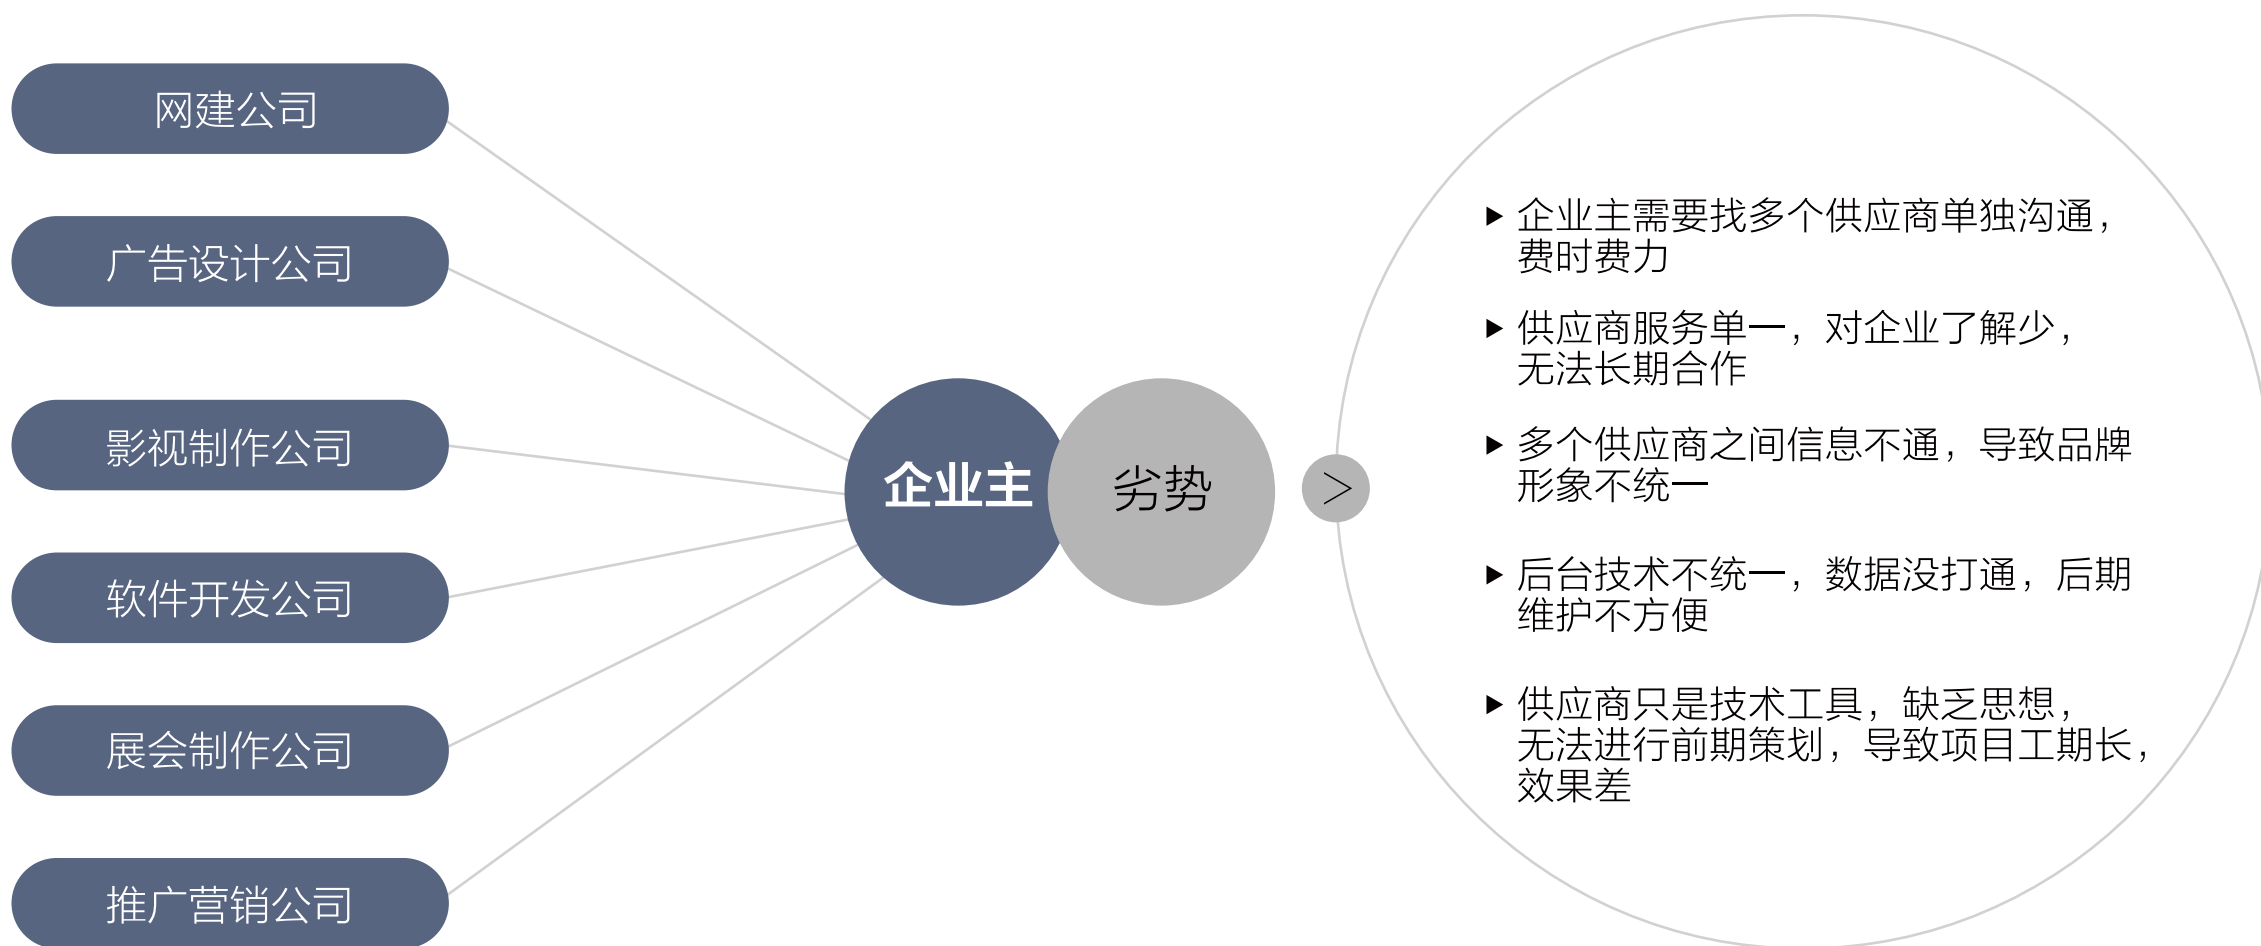 网建公司
广告设计公司
影视制作公司
软件开发公司
展会制作公司
推广营销公司
企业主
劣势
>
企业主需要找多个供应商单独沟通，
费时费力
供应商服务单一，对企业了解少，
无法长期合作
多个供应商之间信息不通，导致品牌
形象不统一
后台技术不统一，数据没打通，后期
维护不方便
供应商只是技术工具，缺乏思想，
无法进行前期策划，导致项目工期长，
效果差